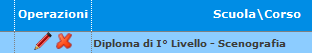 Operazioni Scuola\Corso
Diploma di I° Livello - Scenografia